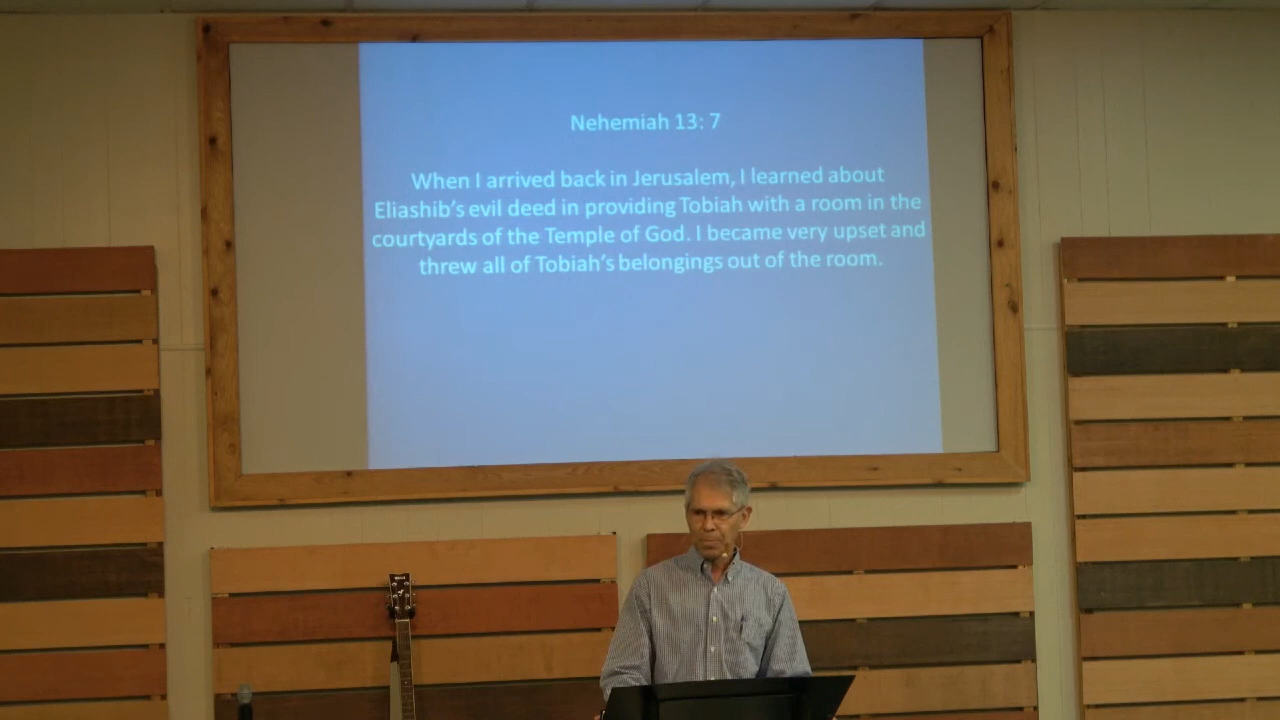 Nehemiah 13: 7
When I arrived back in Jerusalem, I learned about
Eliashib's evil deed in providing Tobiah with a room in the
courtyards of the Temple of God. I became very upset and
threw all of Tobiah's belongings out of the room.